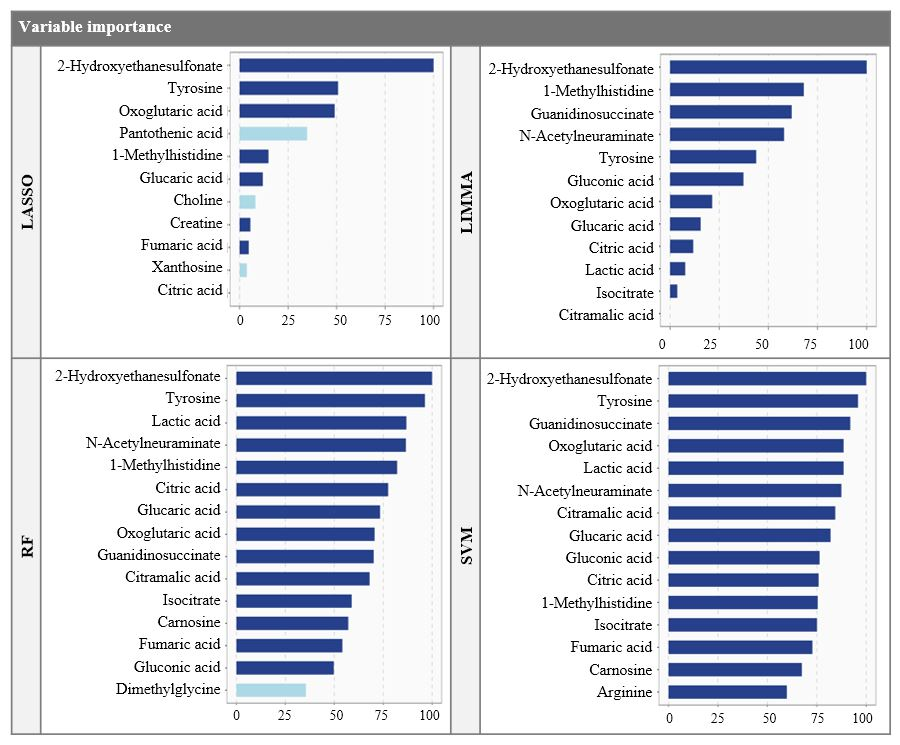 Variable importance
LASSO
2-Hydroxyethanesulfonate
Tyrosine
Oxoglutaric acid
Pantothenic acid
1-Methylhistidine
Glucaric acid
Choline
Creatine
Fumaric acid
Xanthosine
Citric acid
0 25 50 75 100
LIMMA
2-Hydroxyethanesulfonate
1-Methylhistidine
Guanidinosuccinate
N-Acetylneuraminate
Tyrosine
Gluconic acid
Oxoglutaric acid
Glucaric acid
Citric acid
Lactic acid
Isocitrate
Citramalic acid
0 25 50 75 100
RF
2-Hydroxyethanesulfonate
Tyrosine
Lactic acid
N-Acetylneuraminate
1-Methylhistidine
Citric acid
Glucaric acid
Oxoglutaric acid
Guanidinosuccinate
Citramalic acid
Isocitrate
Carnosine
Fumaric acid
Gluconic acid
Dimethylglycine
0 25 50 75 100
SVM
2-Hydroxyethanesulfonate
Tyrosine
Guanidinosuccinate
Oxoglutaric acid
Lactic acid
N-Acetylneuraminate
Citramalic acid
Glucaric acid
Gluconic acid
Citric acid
1-Methylhistidine
Isocitrate
Fumaric acid
Carnosine
Arginine
0 25 50 75 100